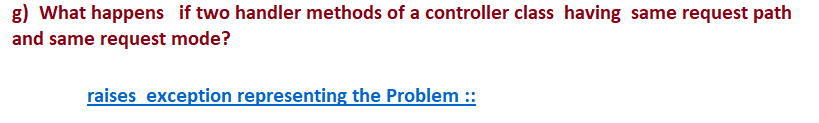 g) What happens if two handler methods of a controller class having same request path
and same request mode?
raises exception representing the Problem ::